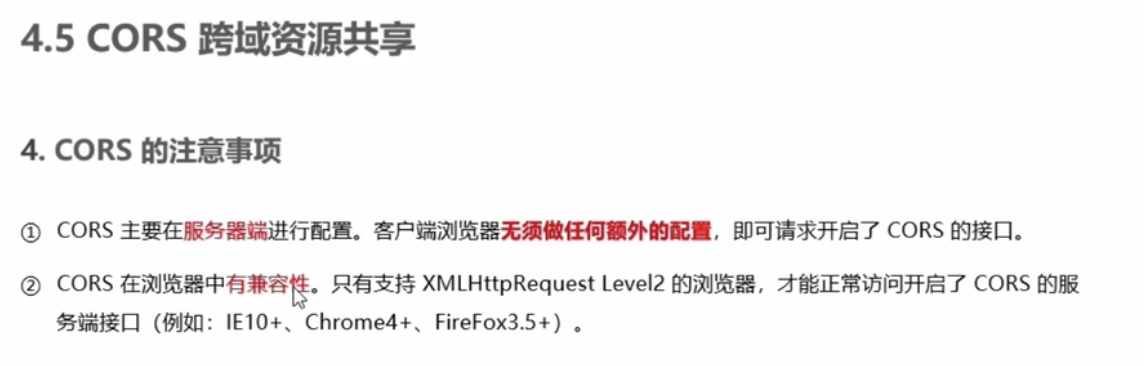 4.5 CORS 跨域资源共享
4. CORS 的注意事项
① CORS 主要在服务器端进行配置。客户端浏览器无须做任何额外的配置，即可请求开启了 CORS 的接口。
② CORS 在浏览器中有兼容性。只有支持 XMLHttpRequest Level2 的浏览器，才能正常访问开启了 CORS 的服
务端接口（例如：IE10+、Chrome4+、FireFox3.5+）。